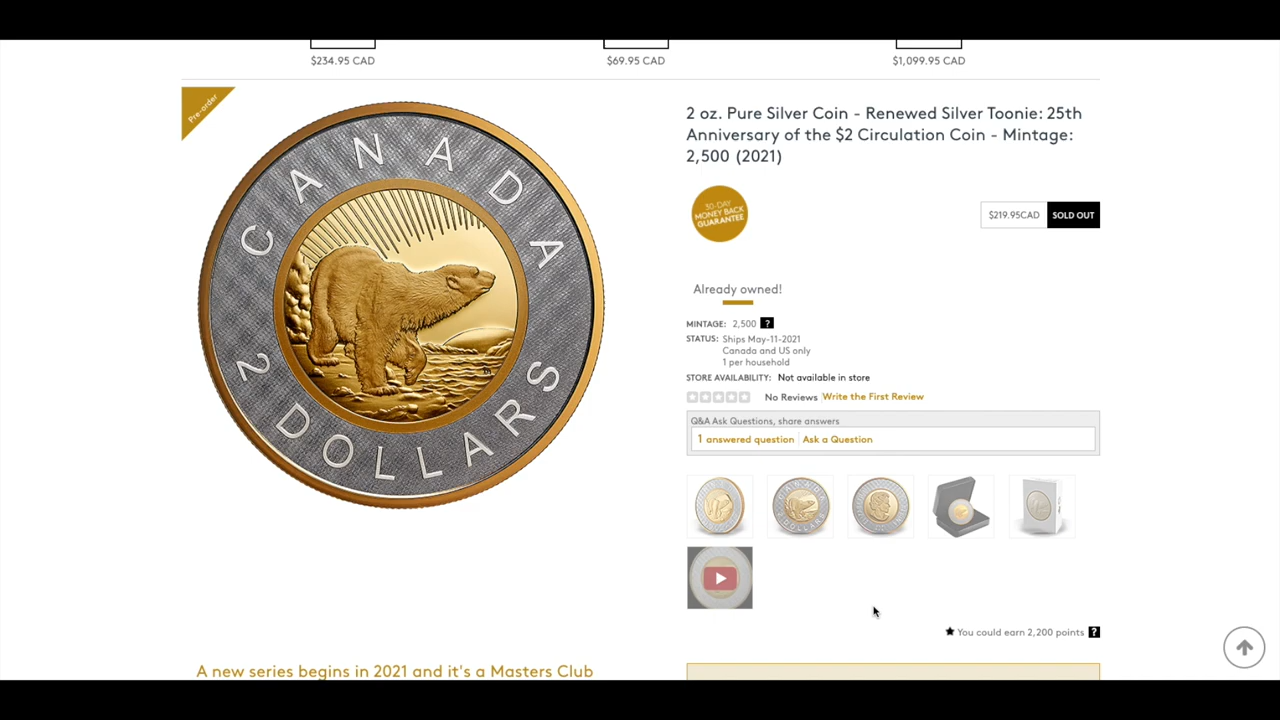 $234.95 CAD
$69.95 CAD
$1,099.95 CAD
Pre-order
CANADA
2 DOLLARS
2 oz. Pure Silver Coin - Renewed Silver Toonie: 25th
Anniversary of the $2 Circulation Coin - Mintage:
2,500 (2021)
30-DAY
MONEY BACK
GUARANTEE
$219.95CAD SOLD OUT
Already owned!
MINTAGE: 2,500 ?
STATUS: Ships May-11-2021
Canada and US only
1 per household
STORE AVAILABILITY: Not available in store
No Reviews Write the First Review
Q&A Ask Questions, share answers
1 answered question Ask a Question
You could earn 2,200 points ?
A new series begins in 2021 and it's a Masters Club